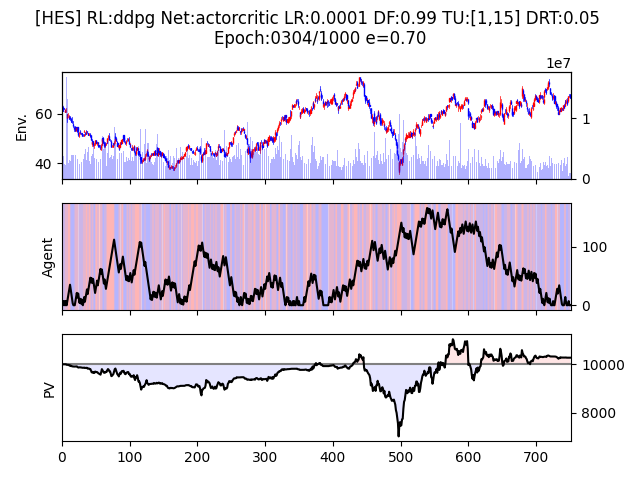 [HES] RL:ddpg Net:actorcritic LR:0.0001 DF:0.99 TU:[1,15] DRT:0.05
Epoch:0304/1000 e=0.70
1e7
Env.
60
40
1
0
Agent
100
0
PV
10000
8000
0 100 200 300 400 500 600 700